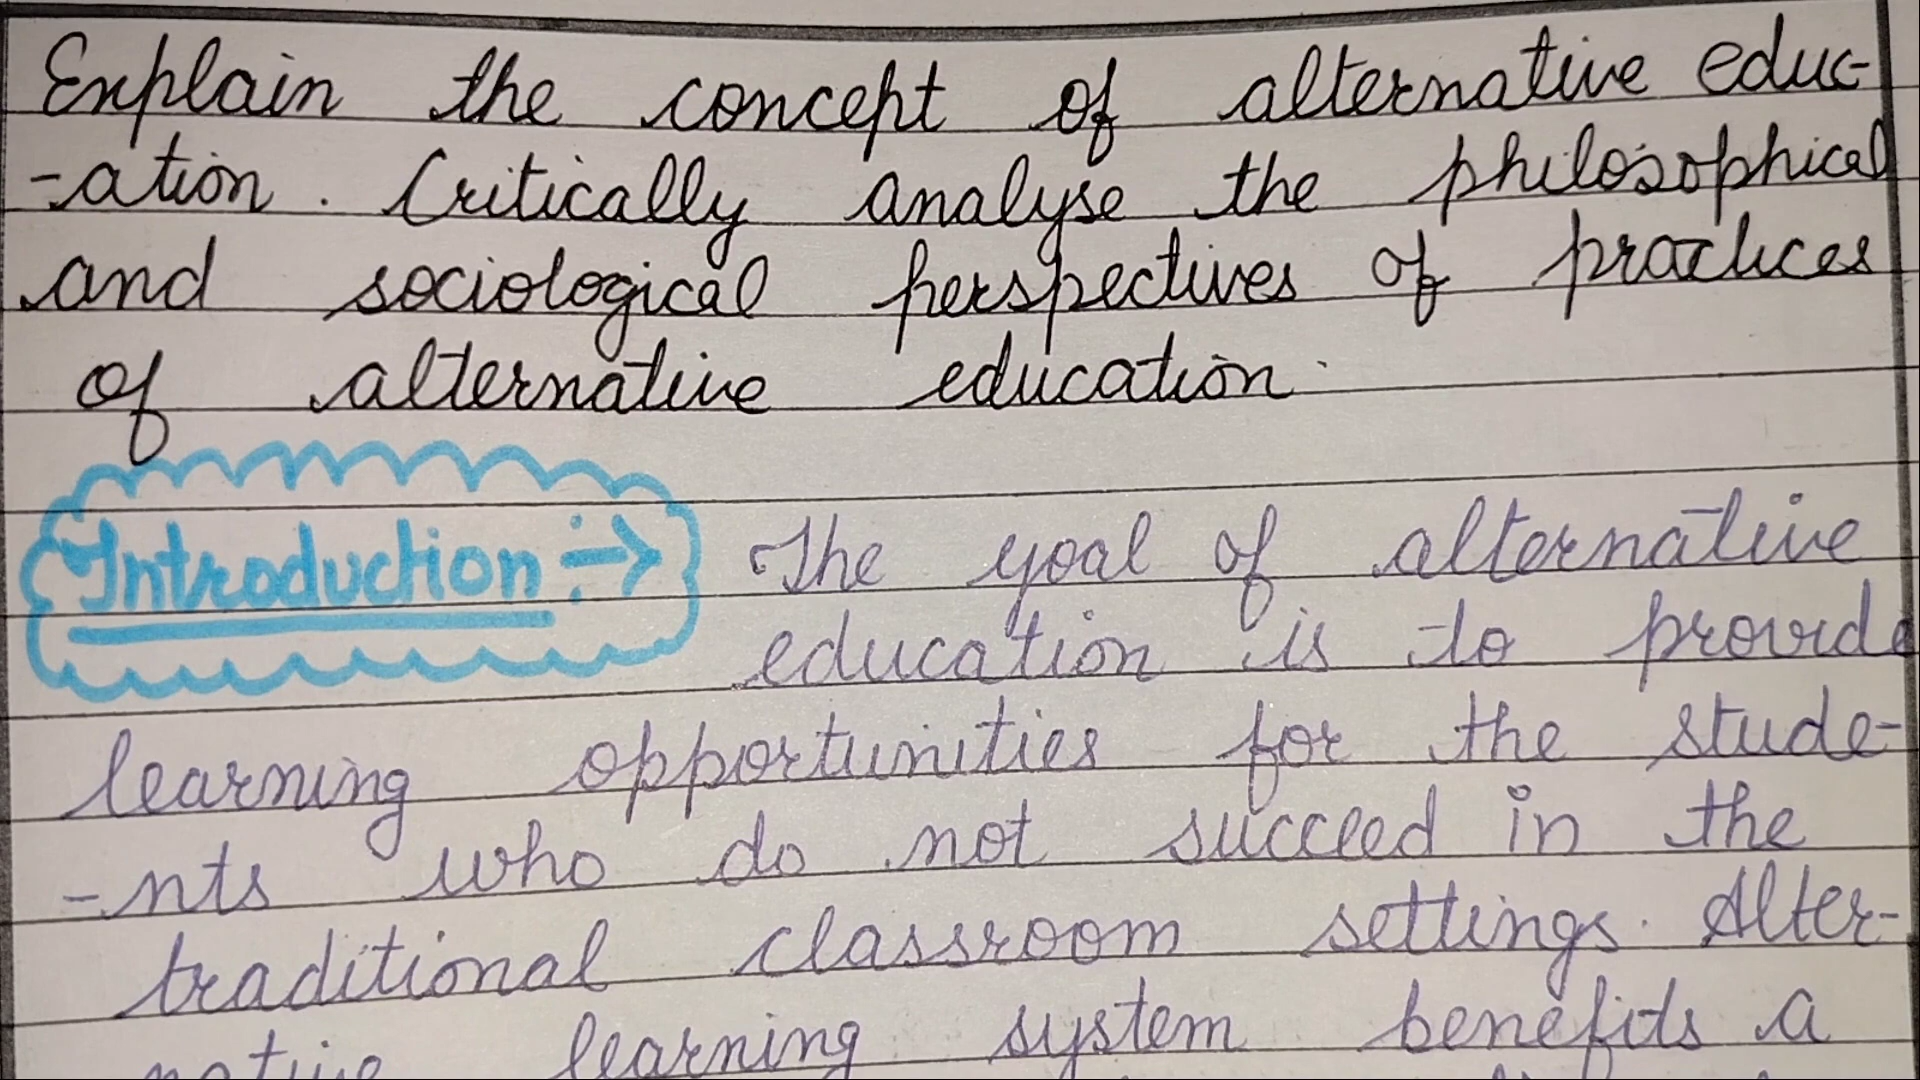 Explain the concept of alternative educ-
-ation. Critically analyse the philosophical
and sociological perspectives of practices
of alternative education.
Introduction :→ The goal of alternative
education is to provide
learning opportunities for the stude-
-nts who do not succeed in the
traditional classroom settings. Alter-
native learning system benefits a